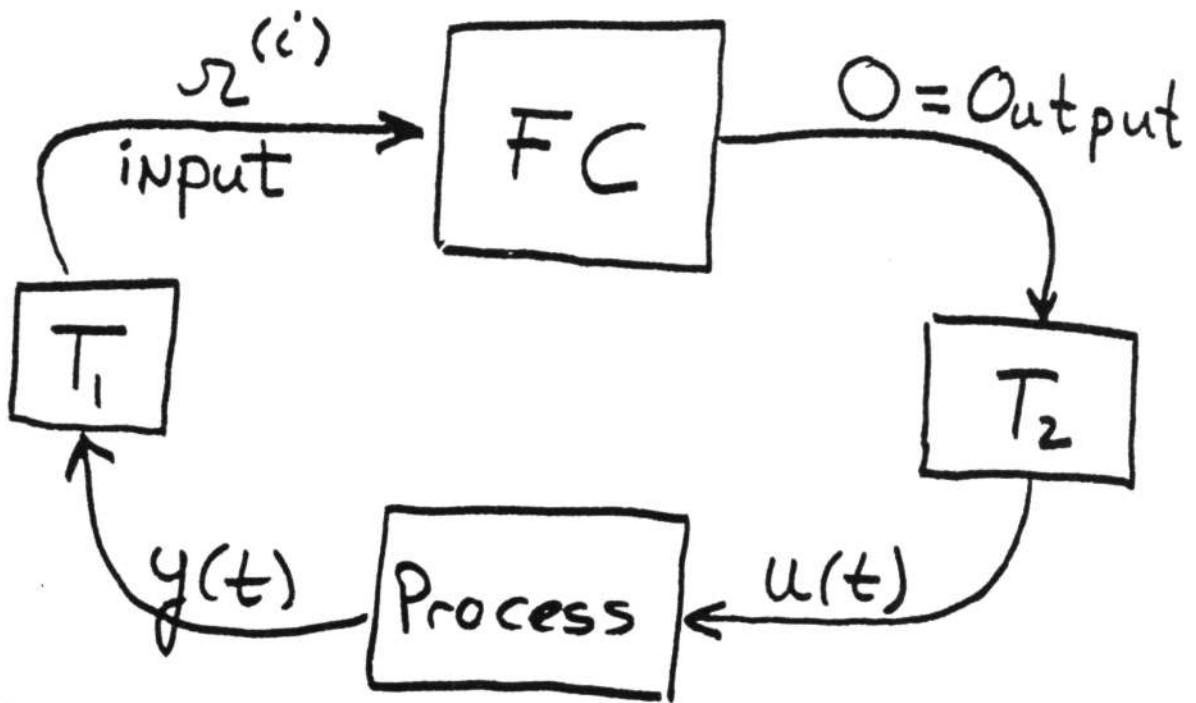 (i)
FC
O = Output
input
T₁
T₂
y(t)
Process
u(t)